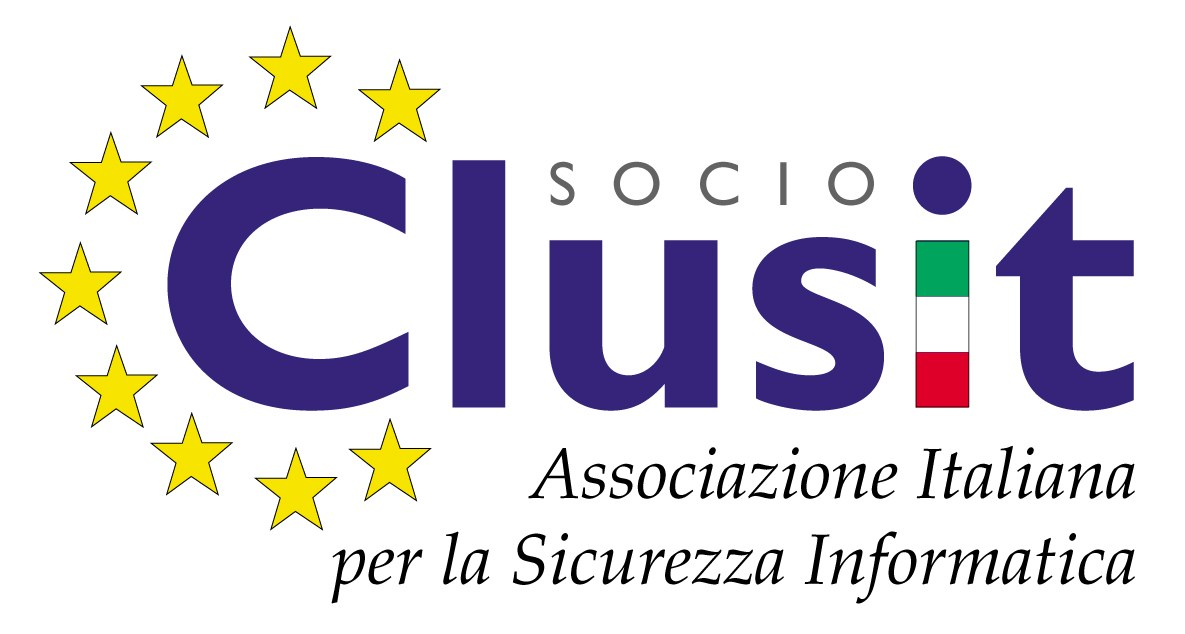 SOCIO
Clusit
Associazione Italiana
per la Sicurezza Informatica